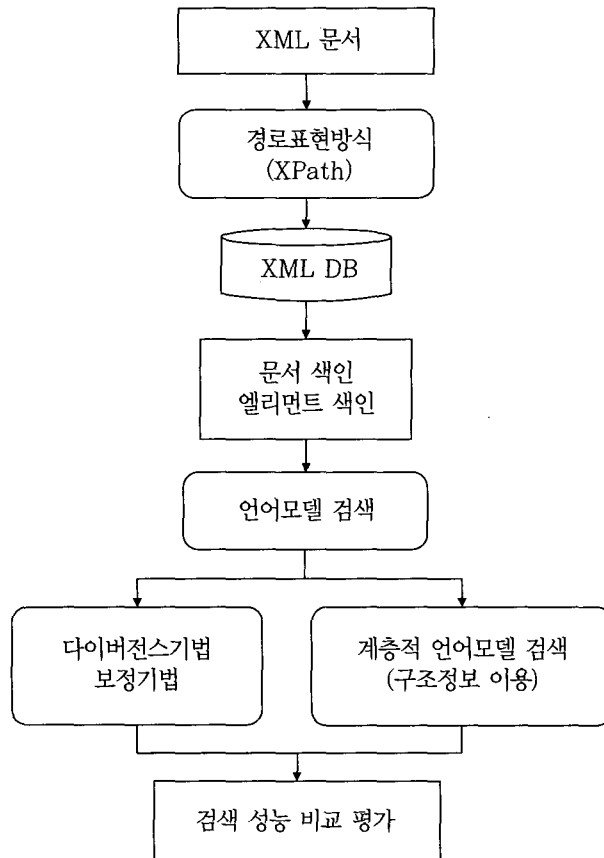 XML 문서
경로표현방식
(XPath)
XML DB
문서 색인
엘리먼트 색인
언어모델 검색
다이버전스기법
보정기법
계층적 언어모델 검색
(구조정보 이용)
검색 성능 비교 평가